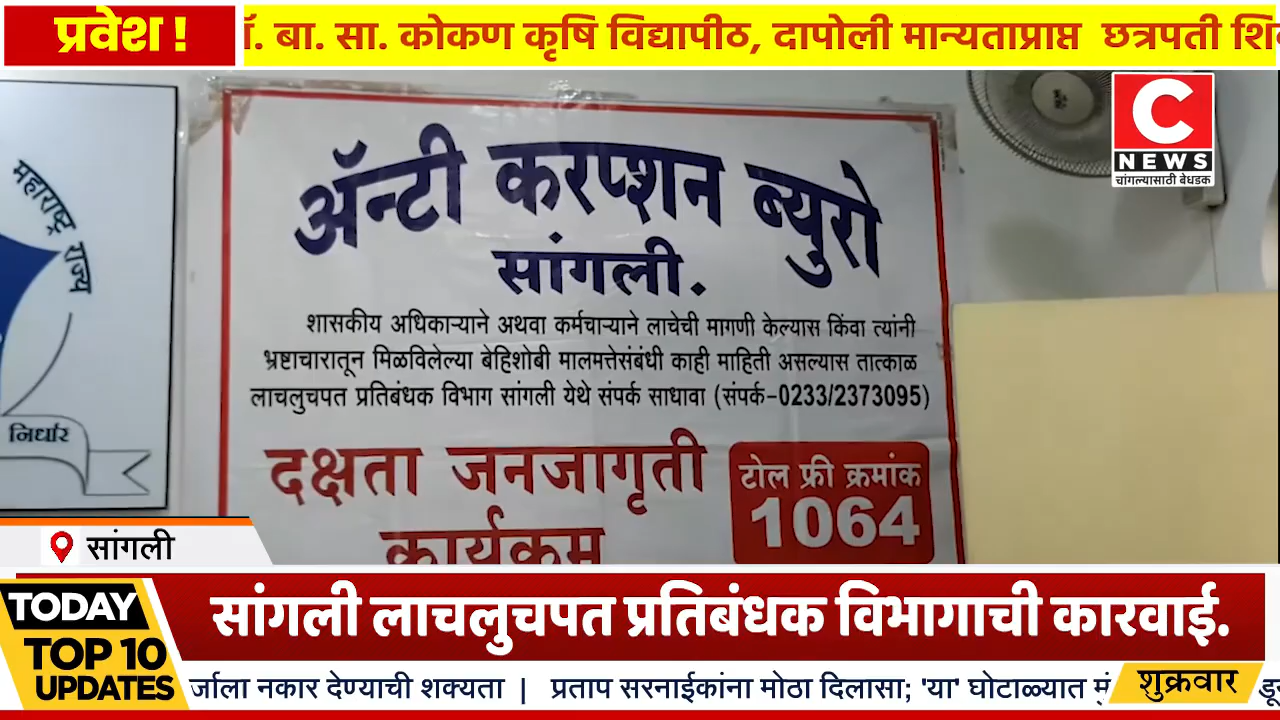 प्रवेश !
बा. सा. कोकण कृषि विद्यापीठ, दापोली मान्यताप्राप्त छत्रपती
C
NEWS
चांगल्यासाठी बेधडक
महाराष्ट्र राज्य
निर्धार
अ‍ॅन्टी करप्शन ब्युरो
सांगली.
शासकीय अधिकाऱ्याने अथवा कर्मचाऱ्याने लाचेची मागणी केल्यास किंवा त्यांनी
भ्रष्टाचारातून मिळविलेल्या बेहिशोबी मालमत्तेसंबंधी काही माहिती असल्यास तात्काळ
लाचलुचपत प्रतिबंधक विभाग सांगली येथे संपर्क साधावा (संपर्क-0233/2373095)
दक्षता जनजागृती
कार्यक्रम
टोल फ्री क्रमांक
1064
सांगली
TODAY
TOP 10
UPDATES
सांगली लाचलुचपत प्रतिबंधक विभागाची कारवाई.
नकार देण्याची शक्यता | प्रताप सरनाईकांना मोठा दिलासा; 'या' घोटाळ्यात
शुक्रवार